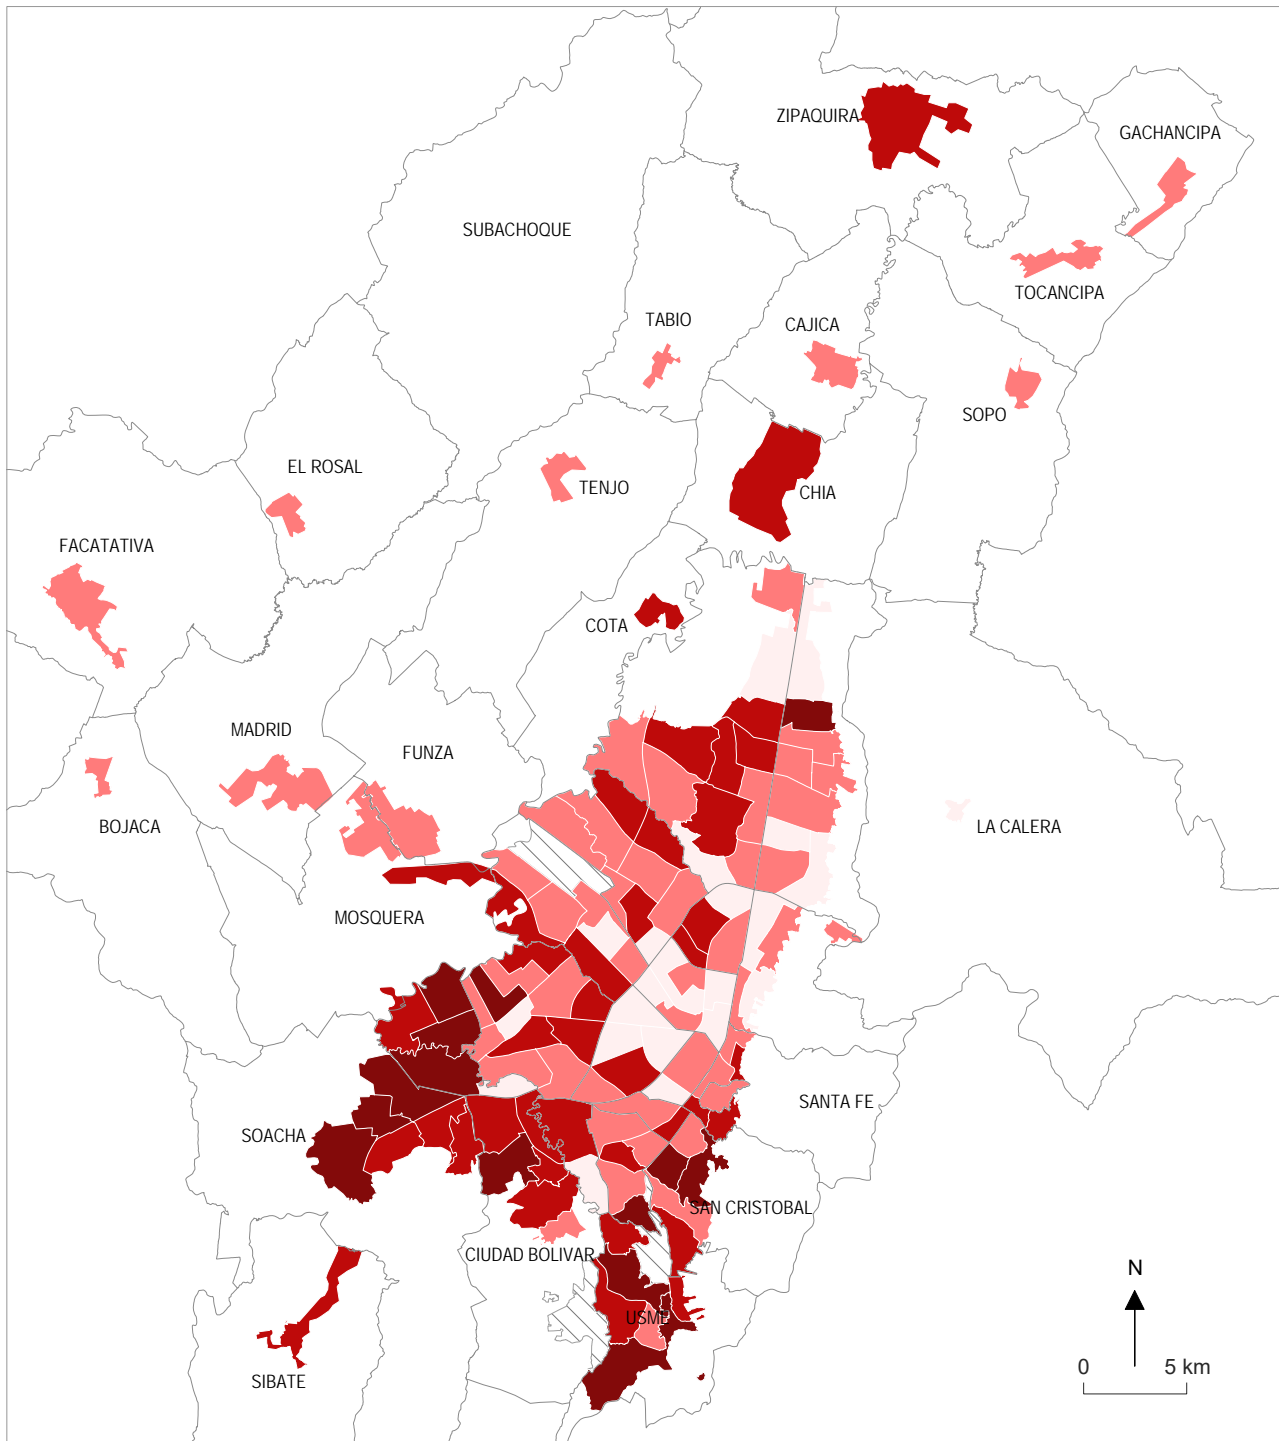 ZIPAQUIRA
GACHANCIPA
SUBACHOQUE
TOCANCIPA
TABIO
CAJICA
SOPO
EL ROSAL
TENJO
CHIA
FACATATIVA
COTA
MADRID
FUNZA
BOJACA
LA CALERA
MOSQUERA
SANTA FE
SOACHA
SAN CRISTOBAL
CIUDAD BOLIVAR
N
USME
0 5 km
SIBATE